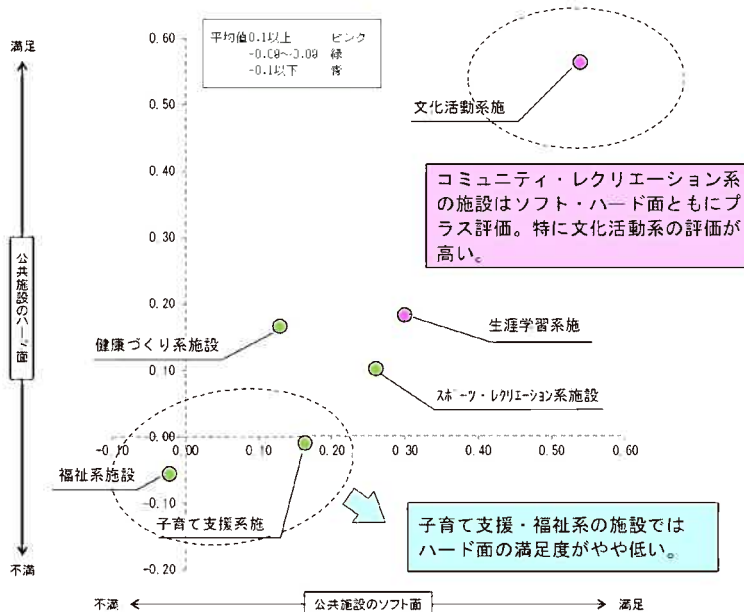 満足
平均値0.1以上 ピンク
-0.09~0.09 緑
-0.1以下 青
0.60
0.50
0.40
0.30
0.20
0.10
0.00
-0.10
-0.20
文化活動系施
コミュニティ・レクリエーション系
の施設はソフト・ハード面ともにプ
ラス評価。特に文化活動系の評価が
高い。
公共施設のハード面
健康づくり系施設
生涯学習系施
スポーツ・レクリエーション系施設
-0.10 0.00 0.10 0.20 0.30 0.40 0.50 0.60
福祉系施設
子育て支援系施
子育て支援・福祉系の施設では
ハード面の満足度がやや低い。
不満
不満 公共施設のソフト面 満足